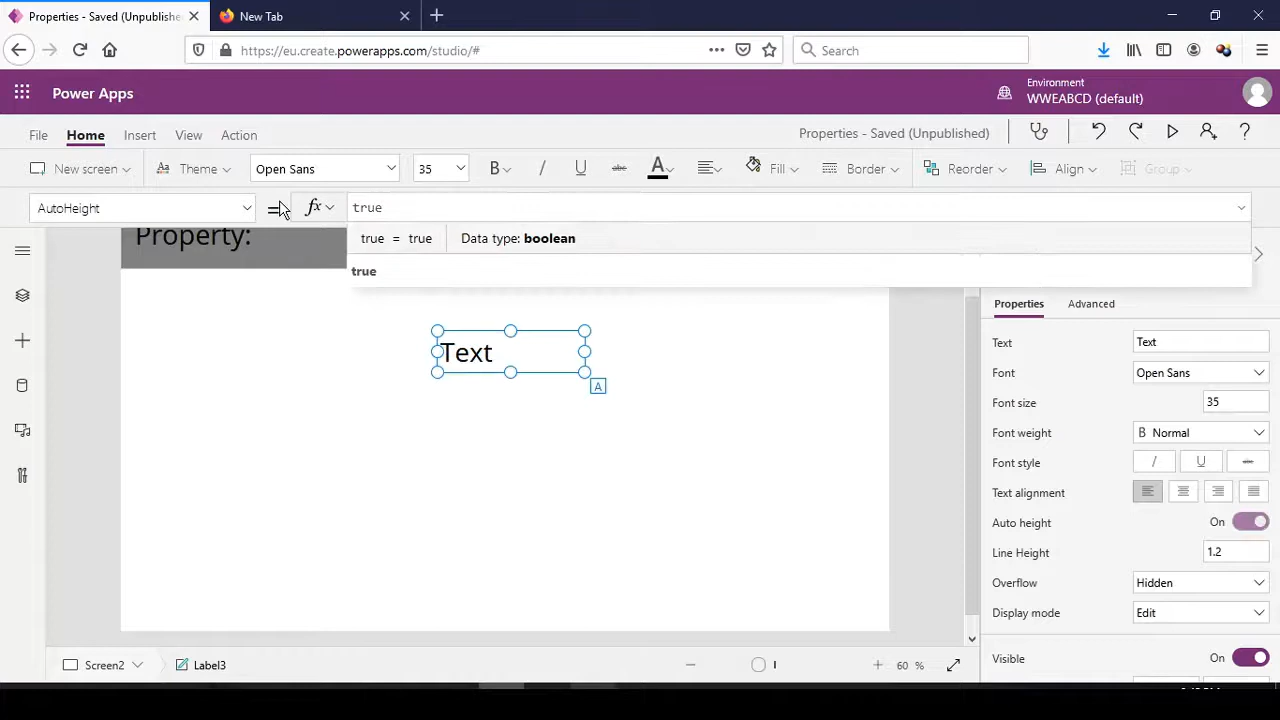 Properties - Saved (Unpublished)
New Tab
https://eu.create.powerapps.com/studio/#
Search
Power Apps
Environment
WWEABCD (default)
File Home Insert View Action
Properties - Saved (Unpublished)
New screen
Theme
Open Sans
35
B
/
U
abc
A
Fill
Border
Reorder
Align
Group
AutoHeight
=
fx
true
true = true
Data type: boolean
true
Property:
Text
A
Properties
Advanced
Text
Text
Font
Open Sans
Font size
35
Font weight
B Normal
Font style
/
U
abc
Text alignment
Auto height
On
Line Height
1.2
Overflow
Hidden
Display mode
Edit
Visible
On
Screen2
Label3
60 %